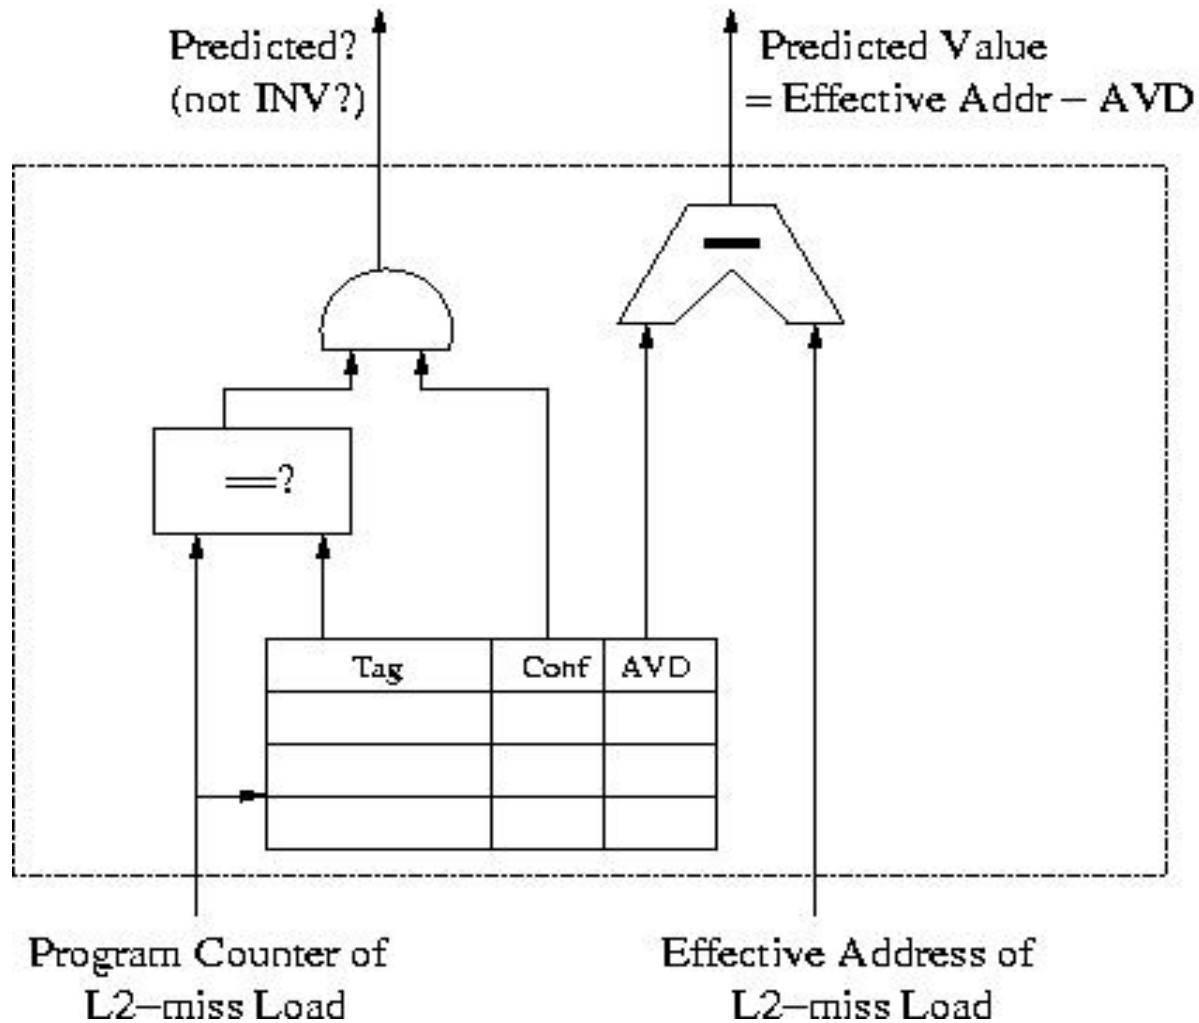 Predicted?
(not INV?)
Predicted Value
= Effective Addr − AVD
==?
Tag Conf AVD
Program Counter of
L2−miss Load
Effective Address of
L2−miss Load